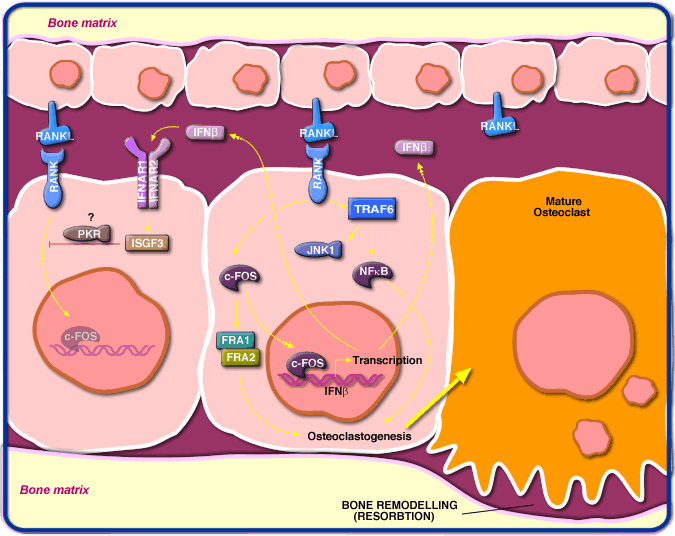 Bone matrix
RANKL
RANK
IFNAR1
IFNAR2
IFNβ
RANKL
RANK
IFNβ
RANKL
?
PKR
ISGF3
c-FOS
TRAF6
JNK1
c-FOS
NFκB
FRA1
FRA2
c-FOS
Transcription
IFNβ
Osteoclastogenesis
Mature
Osteoclast
Bone matrix
BONE REMODELLING
(RESORBTION)